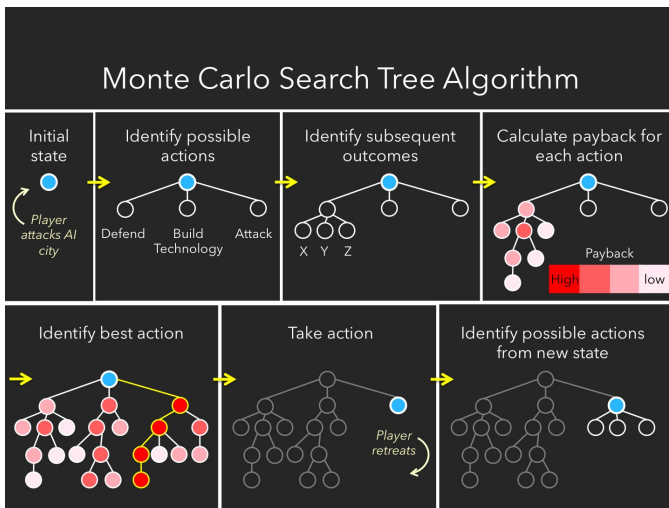 Monte Carlo Search Tree Algorithm
Initial
state
Player
attacks AI
city
Identify possible
actions
Defend
Build
Technology
Attack
Identify subsequent
outcomes
X Y Z
Calculate payback for
each action
Payback
High
low
Identify best action
Take action
Player
retreats
Identify possible actions
from new state